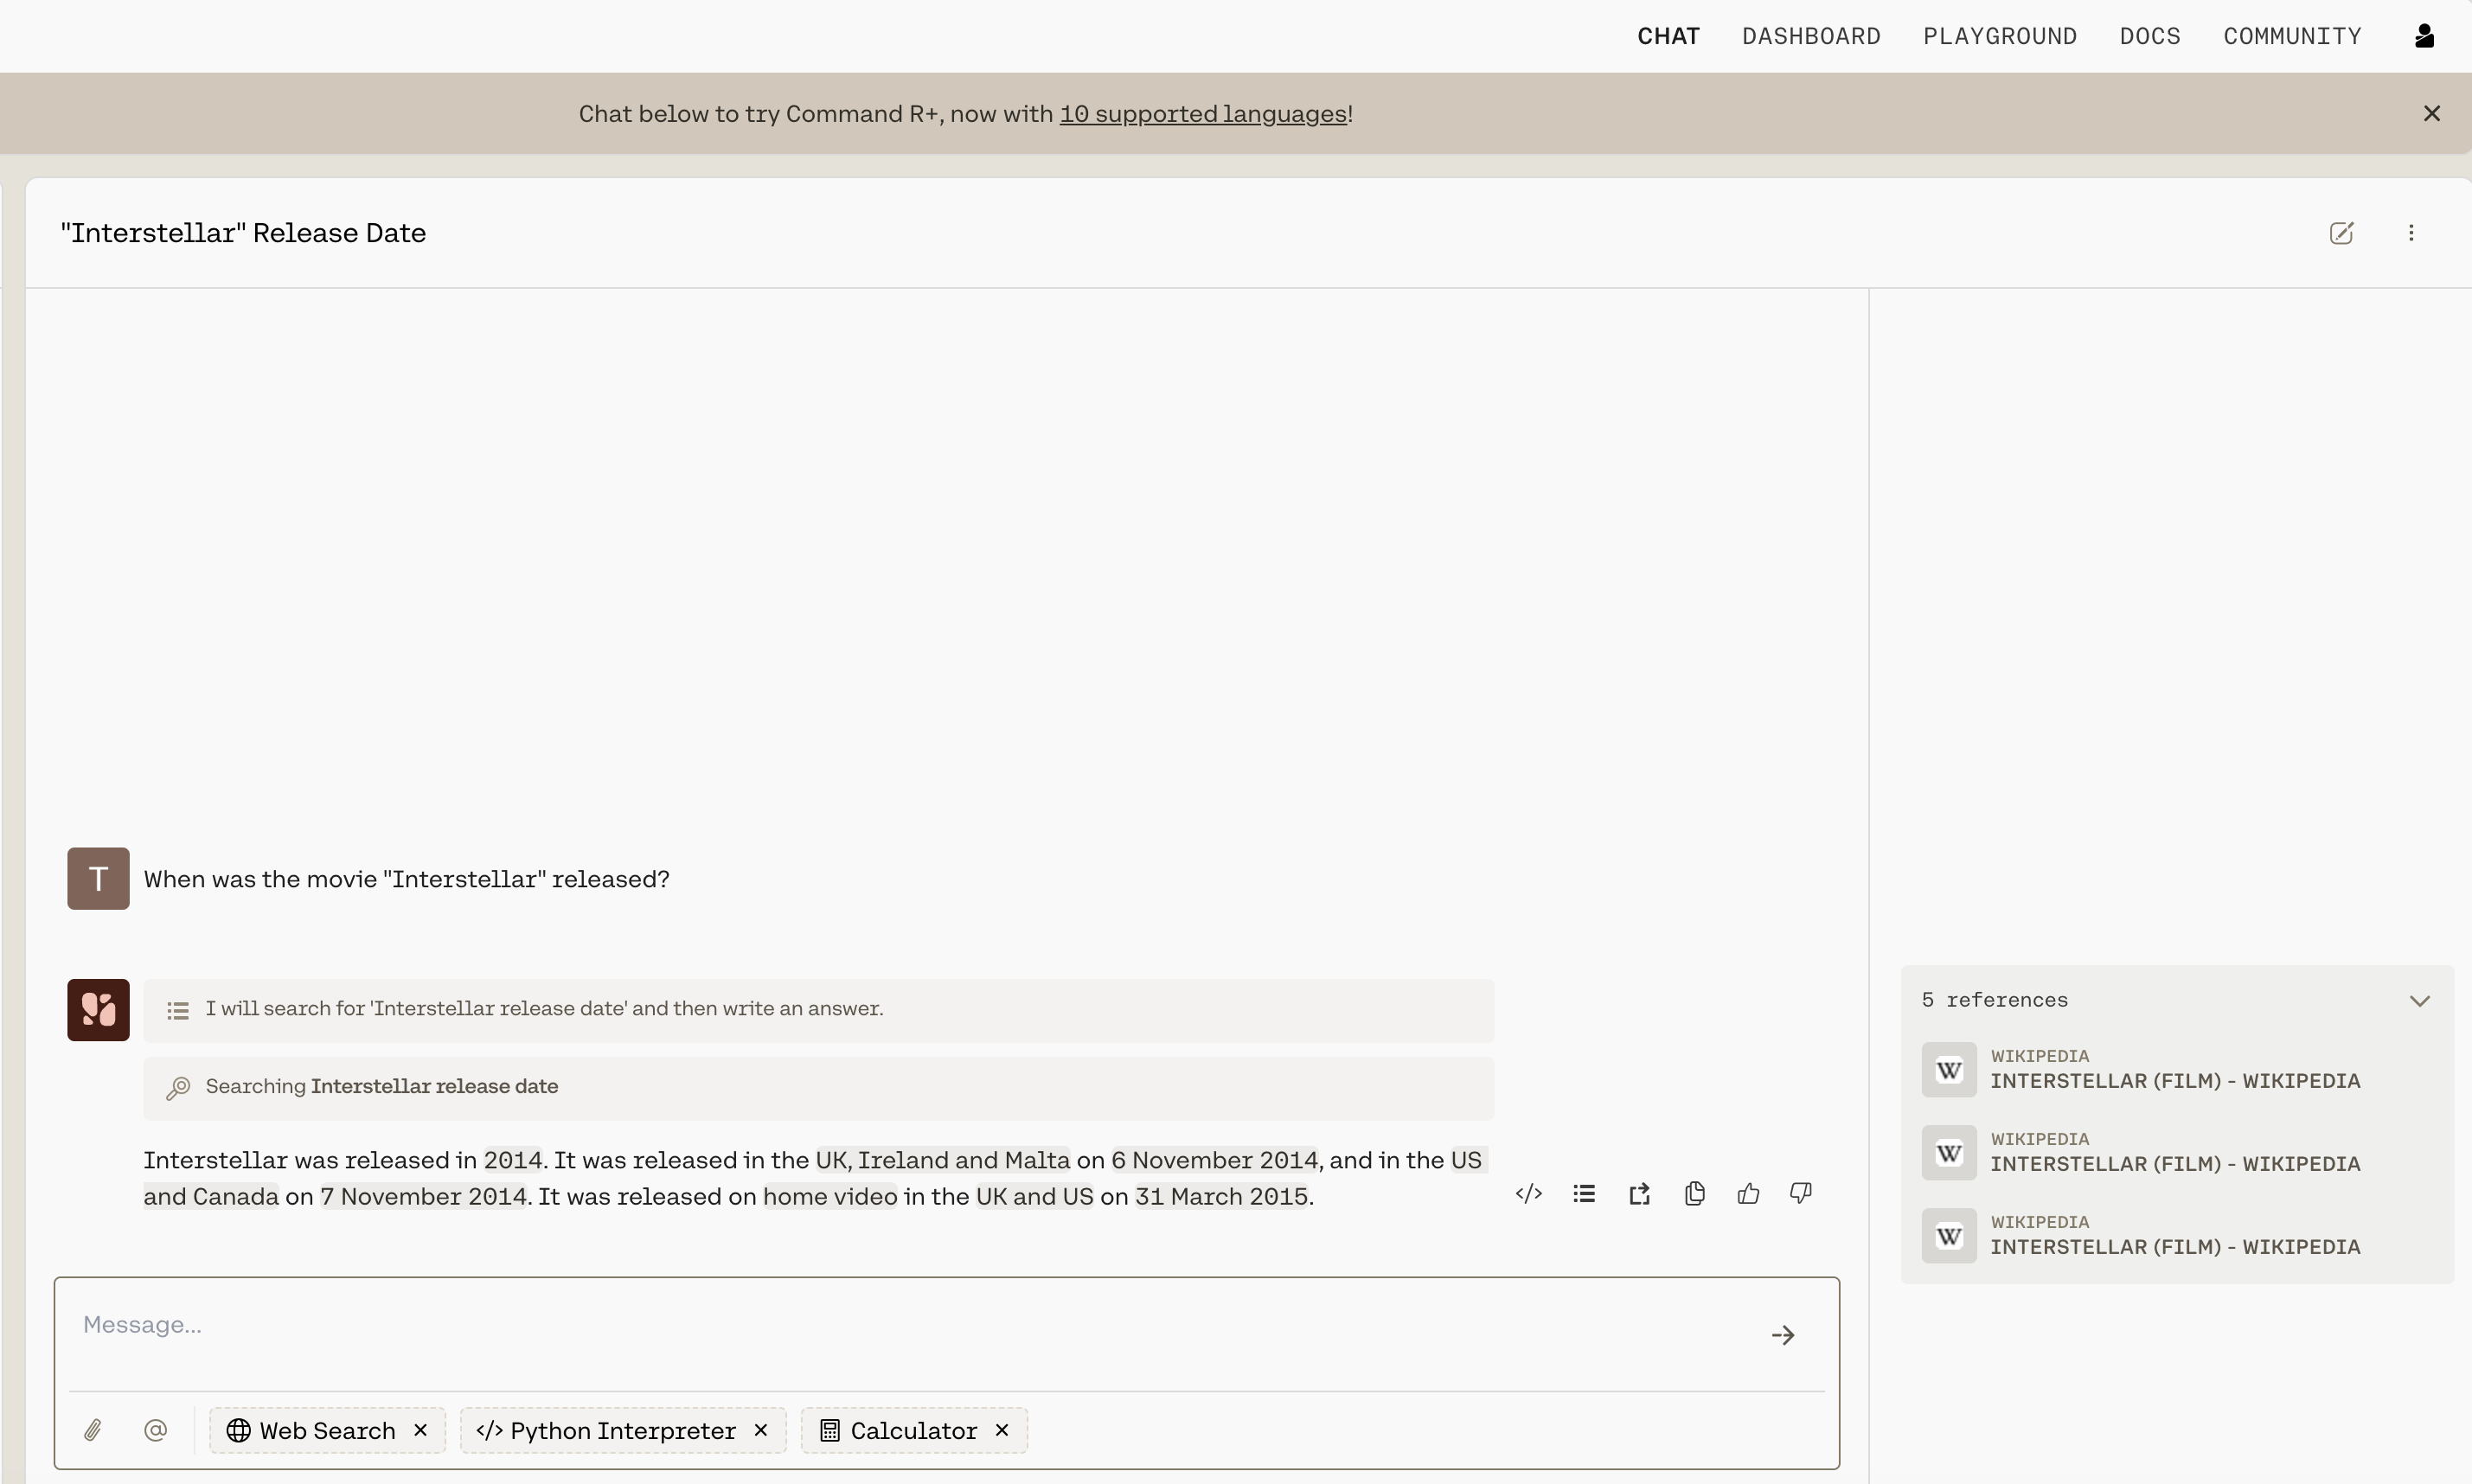 CHAT DASHBOARD PLAYGROUND DOCS COMMUNITY
Chat below to try Command R+, now with 10 supported languages!
"Interstellar" Release Date
T
When was the movie "Interstellar" released?
I will search for 'Interstellar release date' and then write an answer.
Searching Interstellar release date
Interstellar was released in 2014. It was released in the UK, Ireland and Malta on 6 November 2014, and in the US
and Canada on 7 November 2014. It was released on home video in the UK and US on 31 March 2015.
5 references
W
WIKIPEDIA
INTERSTELLAR (FILM) - WIKIPEDIA
W
WIKIPEDIA
INTERSTELLAR (FILM) - WIKIPEDIA
W
WIKIPEDIA
INTERSTELLAR (FILM) - WIKIPEDIA
Message...
@ Web Search </> Python Interpreter Calculator